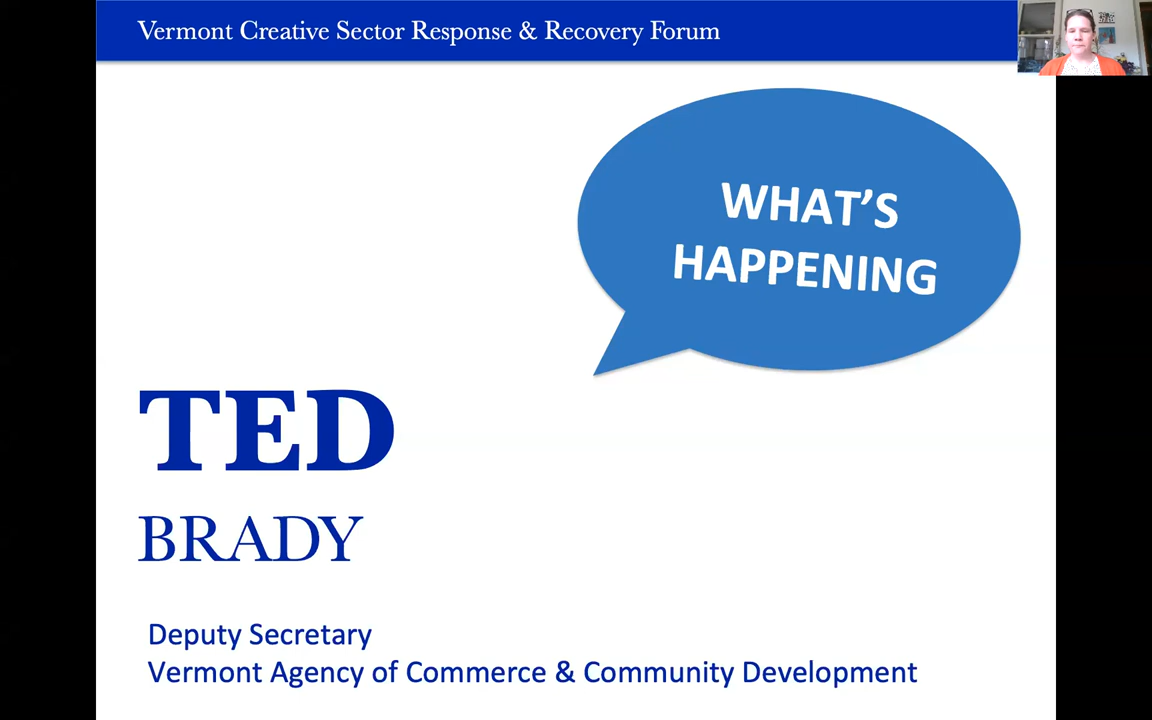 Vermont Creative Sector Response & Recovery Forum
WHAT'S
HAPPENING
TED
BRADY
Deputy Secretary
Vermont Agency of Commerce & Community Development